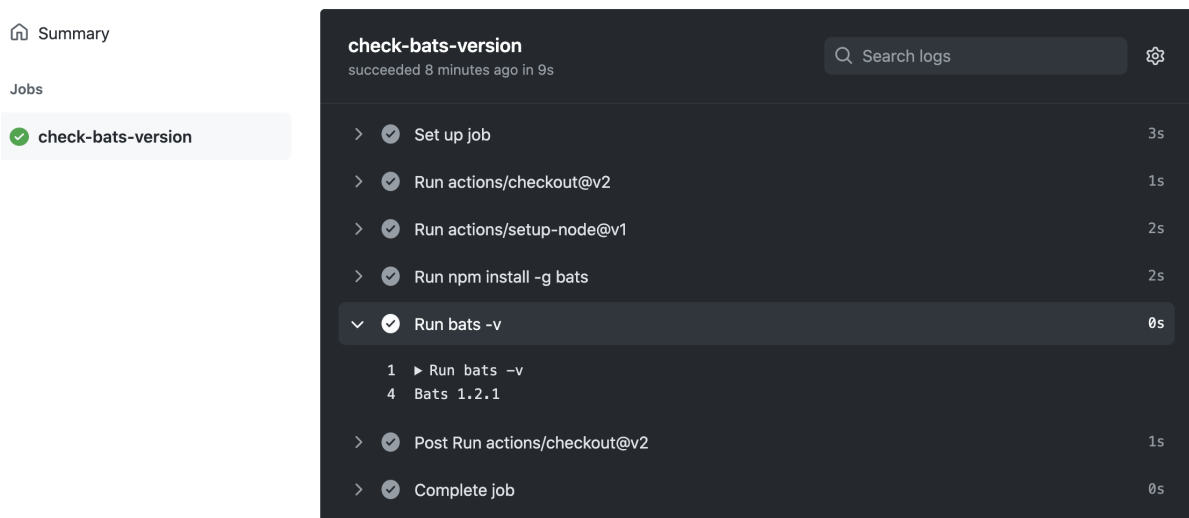 Summary
Jobs
check-bats-version
check-bats-version
succeeded 8 minutes ago in 9s
Search logs
Set up job 3s
Run actions/checkout@v2 1s
Run actions/setup-node@v1 2s
Run npm install -g bats 2s
Run bats -v 0s
1 ▶ Run bats -v
4 Bats 1.2.1
Post Run actions/checkout@v2 1s
Complete job 0s